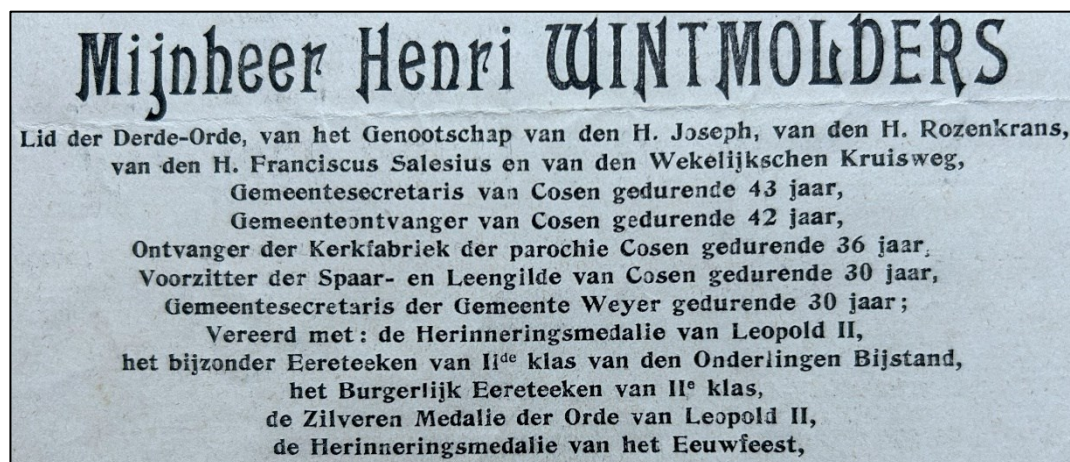 Mijnheer Henri WINTMOLDERS
Lid der Derde-Orde, van het Genootschap van den H. Joseph, van den H. Rozenkrans,
van den H. Franciscus Salesius en van den Wekelijkschen Kruisweg,
Gemeentesecretaris van Cosen gedurende 43 jaar,
Gemeenteontvanger van Cosen gedurende 42 jaar,
Ontvanger der Kerkfabriek der parochie Cosen gedurende 36 jaar,
Voorzitter der Spaar- en Leengilde van Cosen gedurende 30 jaar,
Gemeentesecretaris der Gemeente Weyer gedurende 30 jaar;
Vereerd met: de Herinneringsmedalie van Leopold II,
het bijzonder Eereteeken van IIde klas van den Onderlingen Bijstand,
het Burgerlijk Eereteeken van IIe klas,
de Zilveren Medalie der Orde van Leopold II,
de Herinneringsmedalie van het Eeuwfeest,